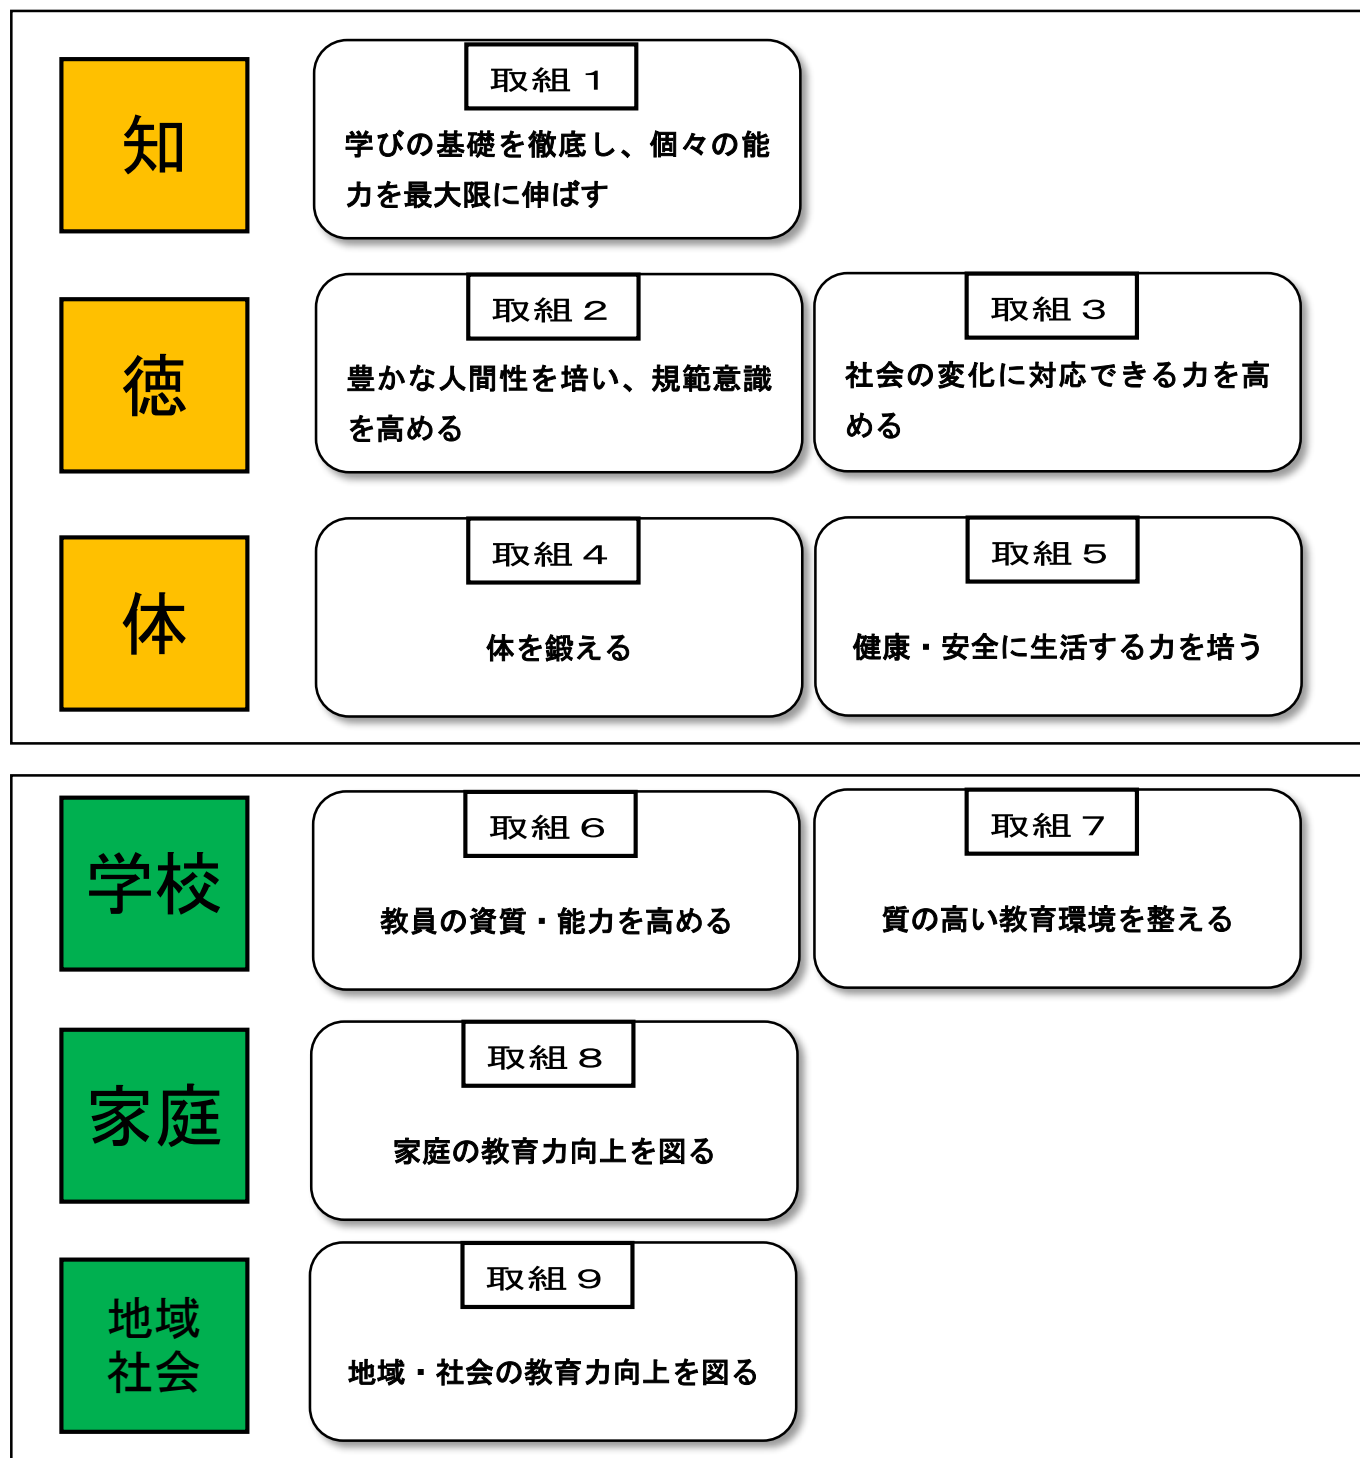 知
取組１
学びの基礎を徹底し、個々の能
力を最大限に伸ばす
徳
取組２
豊かな人間性を培い、規範意識
を高める
取組３
社会の変化に対応できる力を高
める
体
取組４
体を鍛える
取組５
健康・安全に生活する力を培う
学校
取組６
教員の資質・能力を高める
取組７
質の高い教育環境を整える
家庭
取組８
家庭の教育力向上を図る
地域
社会
取組９
地域・社会の教育力向上を図る